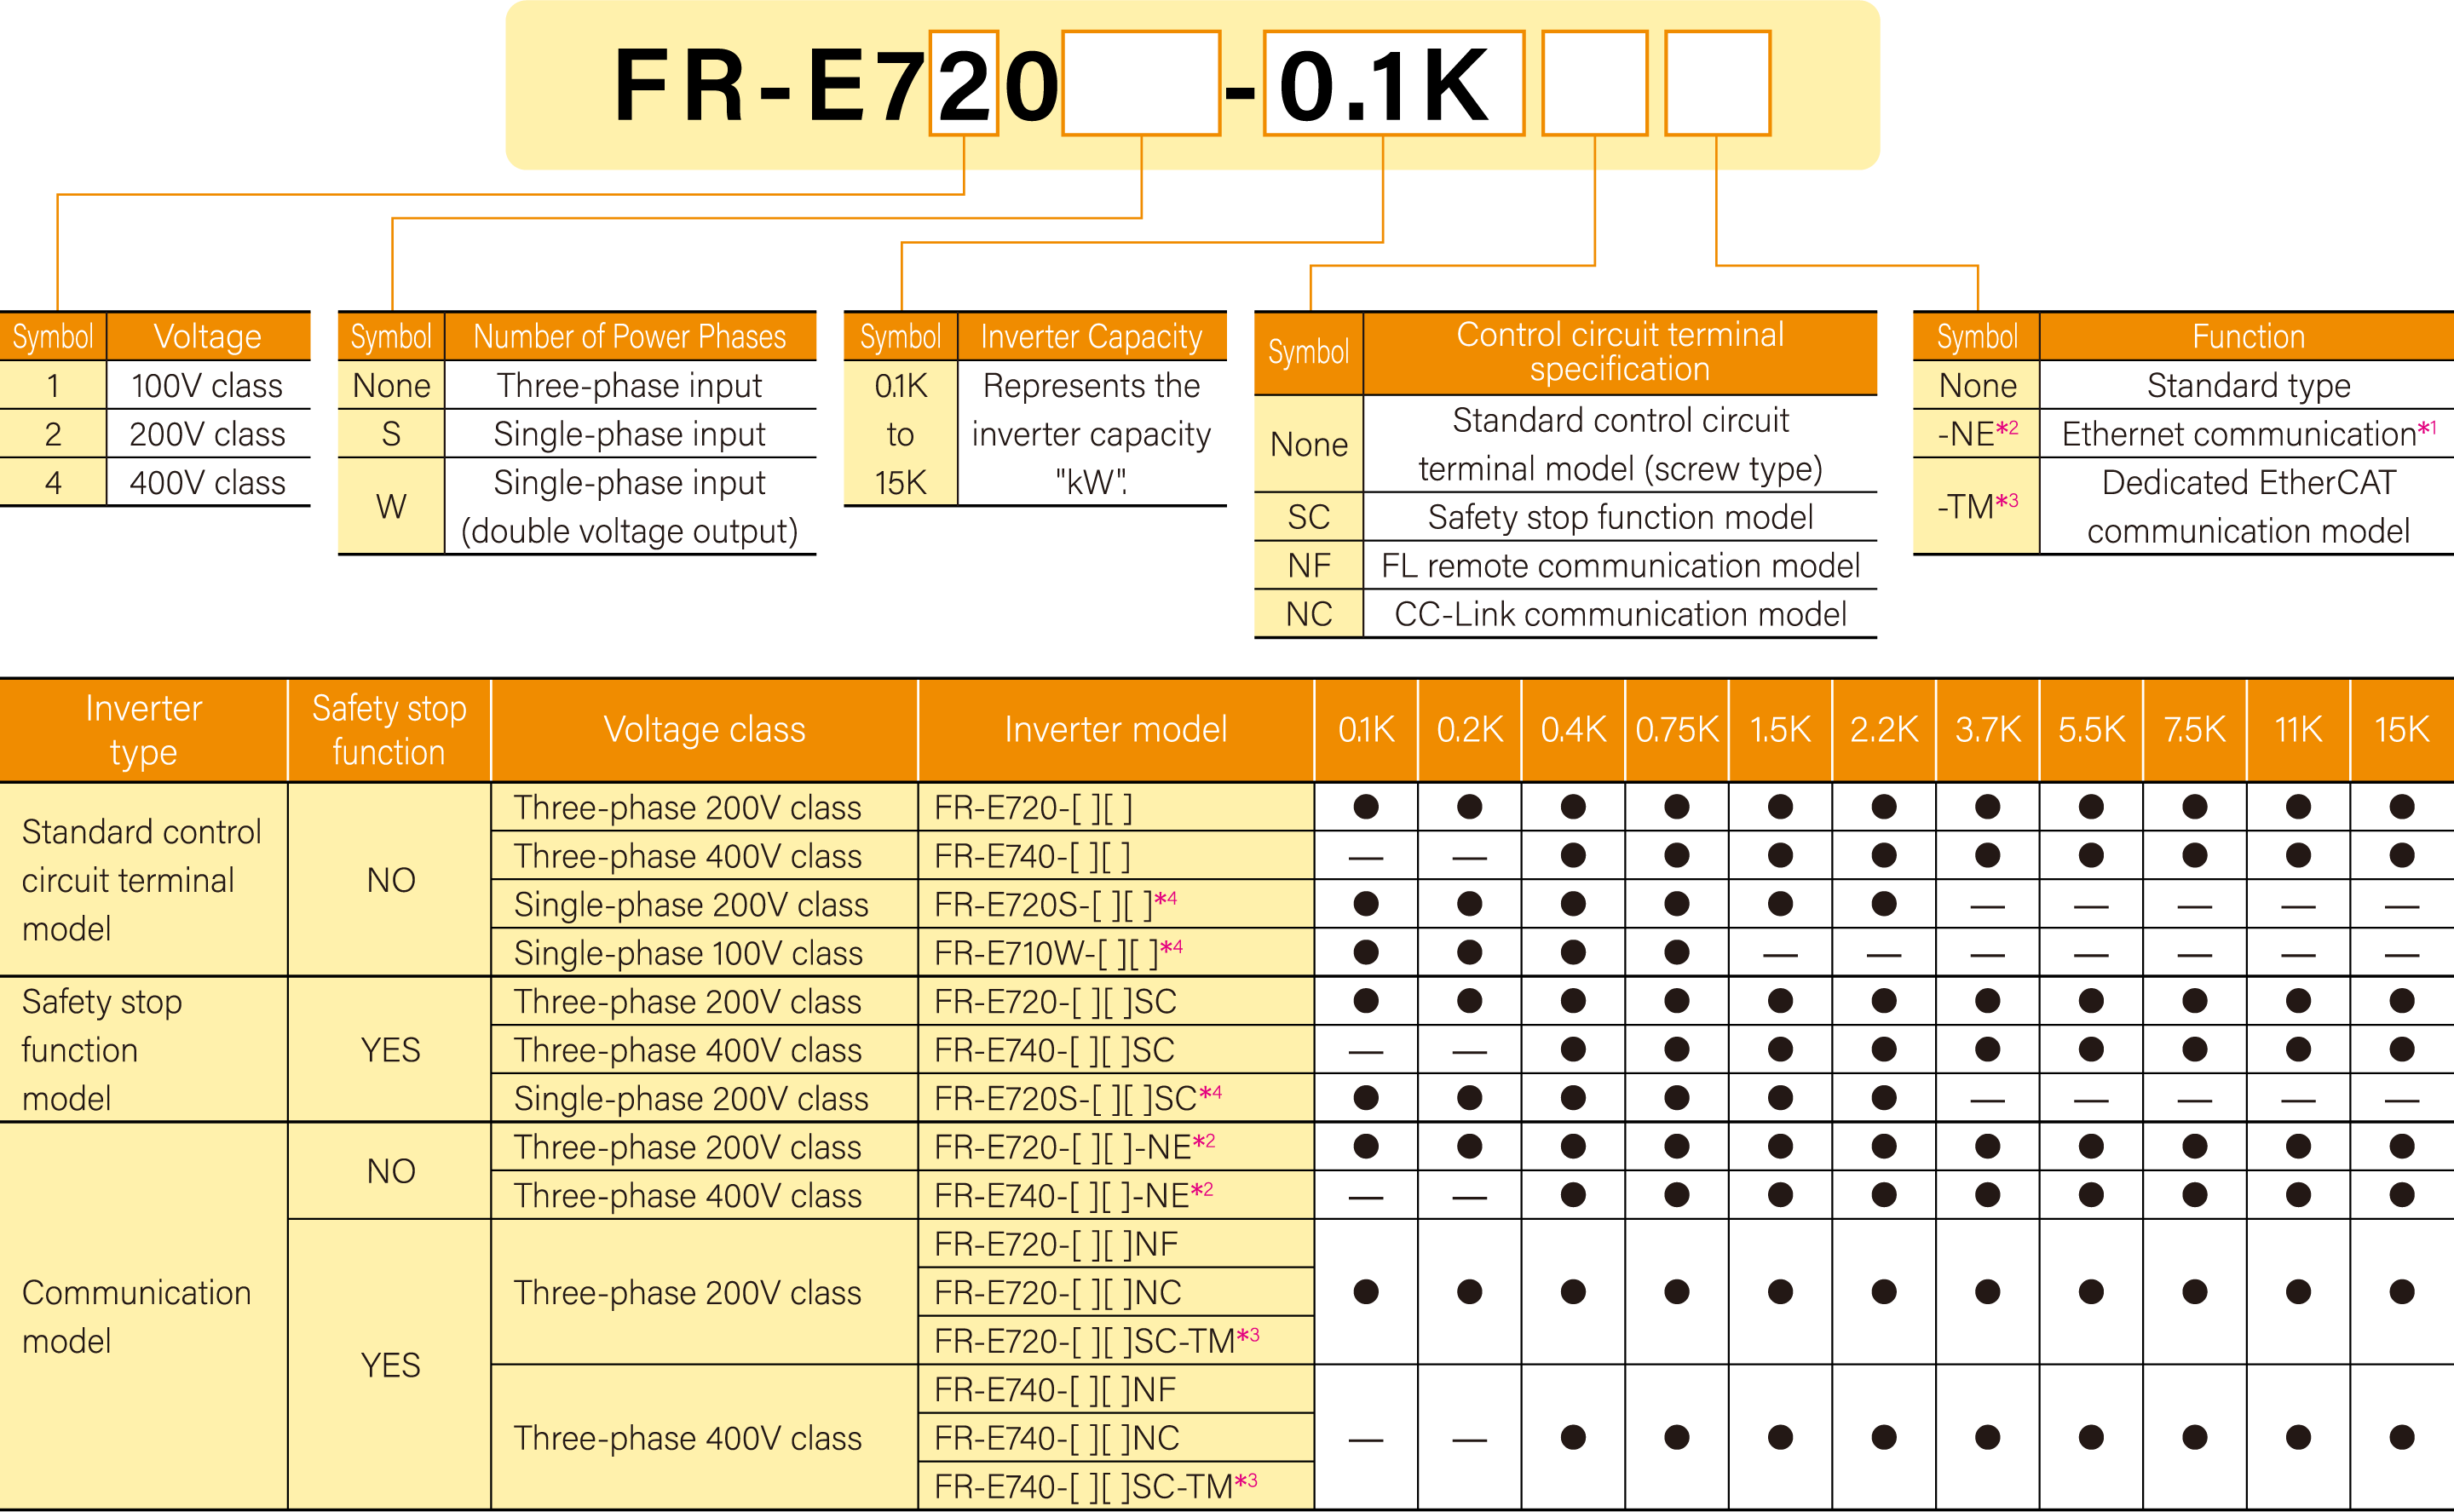 FR-E720 -0.1K
Symbol Voltage
1 100V class
2 200V class
4 400V class
Symbol Number of Power Phases
None Three-phase input
S Single-phase input
W Single-phase input
(double voltage output)
Symbol Inverter Capacity
0.1K
to
15K
Represents the
inverter capacity
"kW".
Symbol Control circuit terminal
specification
None Standard control circuit
terminal model (screw type)
SC Safety stop function model
NF FL remote communication model
NC CC-Link communication model
Symbol Function
None Standard type
-NE*2 Ethernet communication*1
-TM*3 Dedicated EtherCAT
communication model
Inverter
type
Safety stop
function
Voltage class Inverter model 0.1K 0.2K 0.4K 0.75K 1.5K 2.2K 3.7K 5.5K 7.5K 11K 15K
Standard control
circuit terminal
model
NO
Three-phase 200V class FR-E720-[ ][ ] ● ● ● ● ● ● ● ● ● ● ●
Three-phase 400V class FR-E740-[ ][ ] — — ● ● ● ● ● ● ● ● ●
Single-phase 200V class FR-E720S-[ ][ ]*4 ● ● ● ● ● ● — — — — —
Single-phase 100V class FR-E710W-[ ][ ]*4 ● ● ● ● — — — — — — —
Safety stop
function
model
YES
Three-phase 200V class FR-E720-[ ][ ]SC ● ● ● ● ● ● ● ● ● ● ●
Three-phase 400V class FR-E740-[ ][ ]SC — — ● ● ● ● ● ● ● ● ●
Single-phase 200V class FR-E720S-[ ][ ]SC*4 ● ● ● ● ● ● — — — — —
Communication
model
NO
Three-phase 200V class FR-E720-[ ][ ]-NE*2 ● ● ● ● ● ● ● ● ● ● ●
Three-phase 400V class FR-E740-[ ][ ]-NE*2 — — ● ● ● ● ● ● ● ● ●
YES
Three-phase 200V class
FR-E720-[ ][ ]NF
FR-E720-[ ][ ]NC
FR-E720-[ ][ ]SC-TM*3
● ● ● ● ● ● ● ● ● ● ●
Three-phase 400V class
FR-E740-[ ][ ]NF
FR-E740-[ ][ ]NC
FR-E740-[ ][ ]SC-TM*3
— — ● ● ● ● ● ● ● ● ●